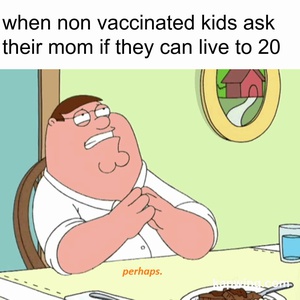 when non vaccinated kids ask
their mom if they can live to 20
perhaps.